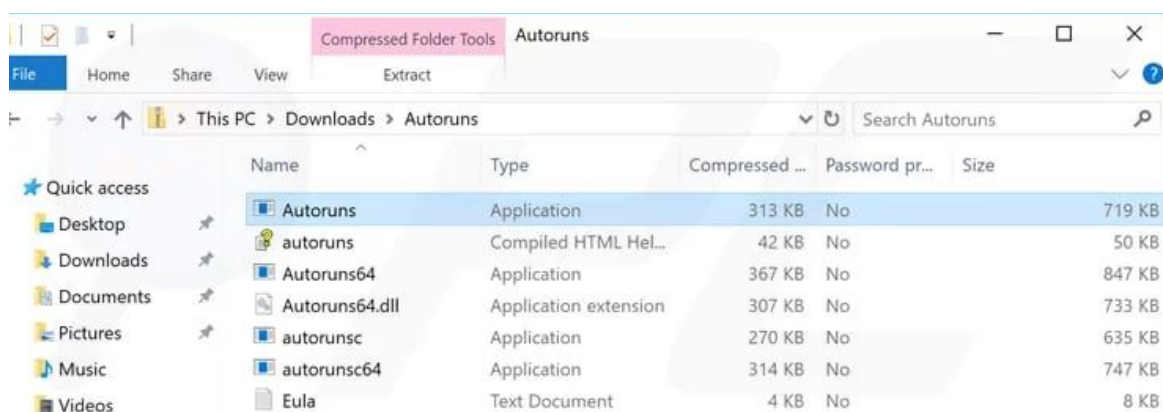 Compressed Folder Tools Autoruns
File Home Share View Extract
This PC > Downloads > Autoruns Search Autoruns
Name Type Compressed ... Password pr... Size
Quick access
Autoruns Application 313 KB No 719 KB
Desktop
autoruns Compiled HTML Hel... 42 KB No 50 KB
Downloads
Autoruns64 Application 367 KB No 847 KB
Documents
Autoruns64.dll Application extension 307 KB No 733 KB
Pictures
autorunsc Application 270 KB No 635 KB
Music
autorunsc64 Application 314 KB No 747 KB
Videos
Eula Text Document 4 KB No 8 KB